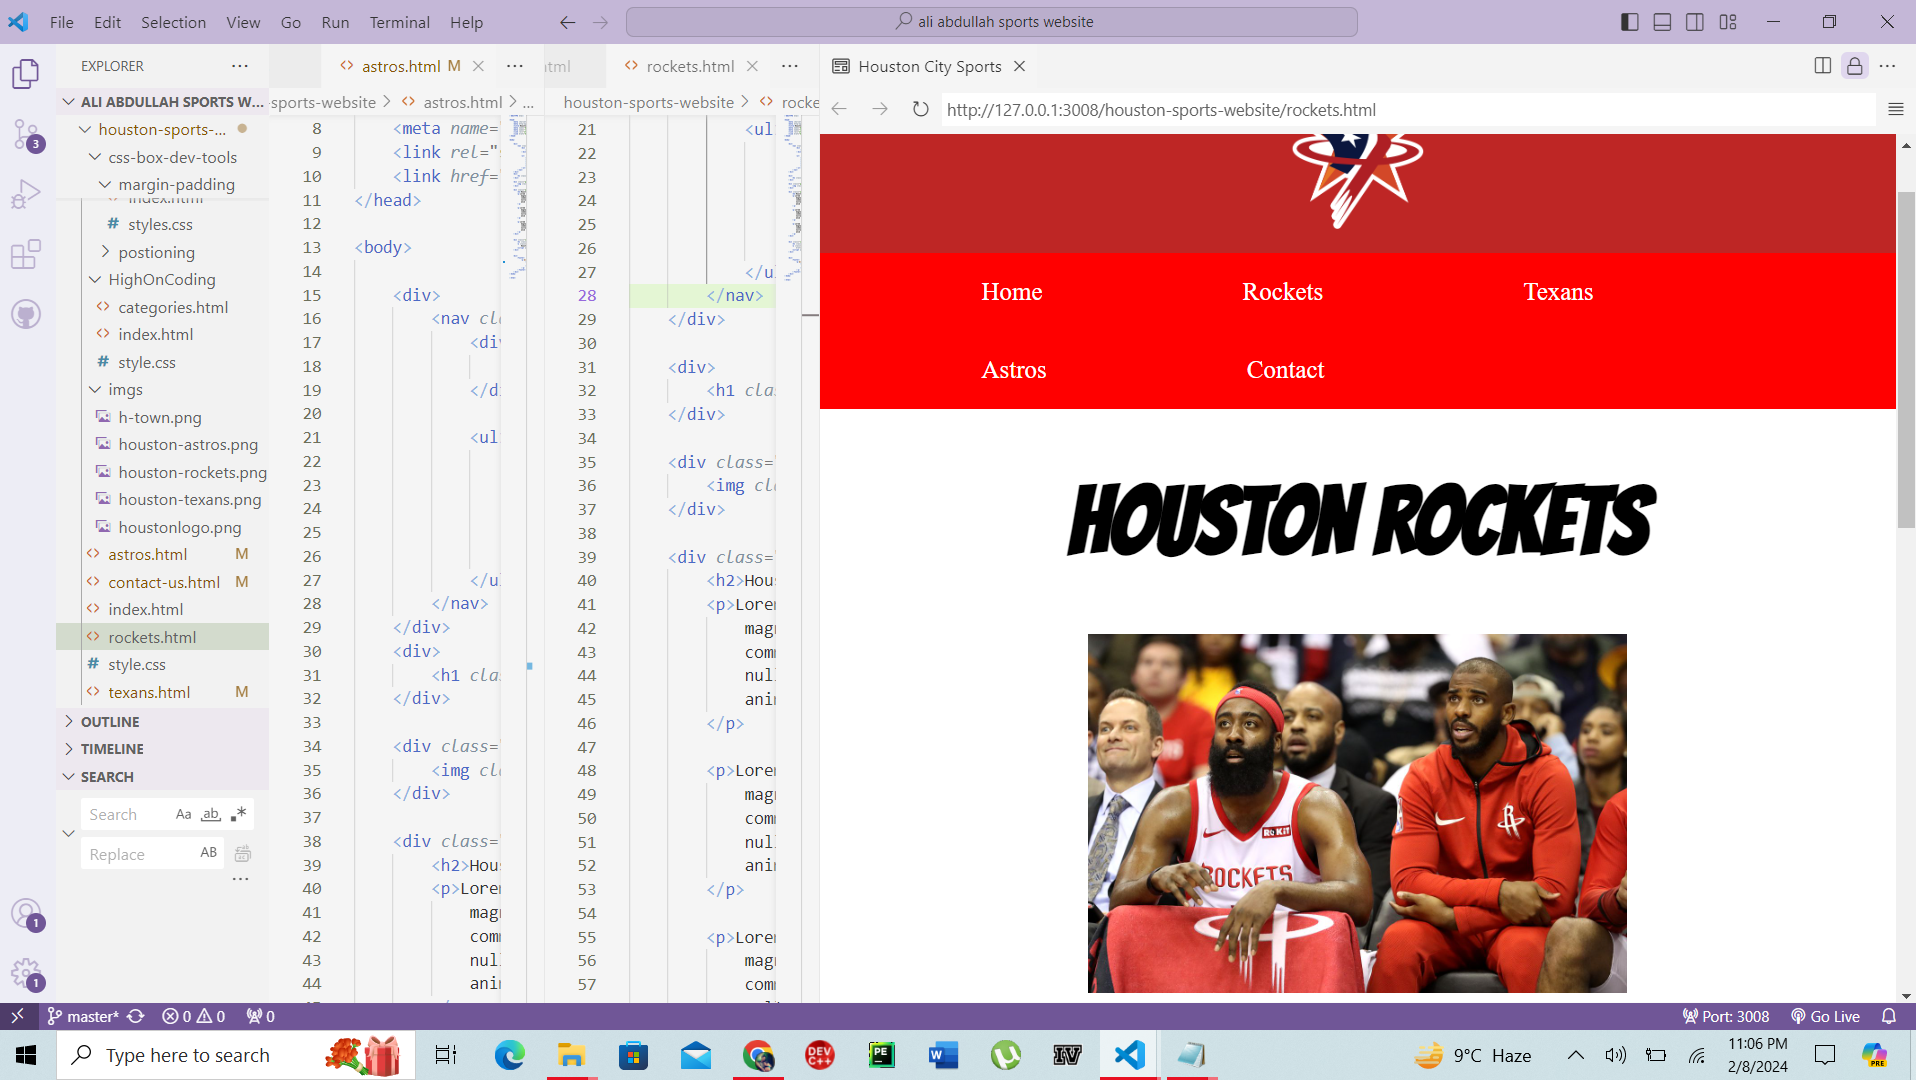 File Edit Selection View Go Run Terminal Help
ali abdullah sports website
EXPLORER
ALI ABDULLAH SPORTS W...
houston-sports-...
css-box-dev-tools
margin-padding
index.html
# styles.css
postioning
HighOnCoding
categories.html
index.html
# style.css
imgs
h-town.png
houston-astros.png
houston-rockets.png
houston-texans.png
houstonlogo.png
astros.html M
contact-us.html M
index.html
rockets.html
# style.css
texans.html M
OUTLINE
TIMELINE
SEARCH
Search Aa ab .*
Replace AB
3
1
1
astros.html M
-sports-website > astros.html > ...
8 <meta name="
9 <link rel="
10 <link href="
11 </head>
12
13 <body>
14
15 <div>
16 <nav cl
17 <di
18
19 </d
20
21 <ul
22
23
24
25
26
27 </u
28 </nav>
29 </div>
30 <div>
31 <h1 cla
32 </div>
33
34 <div class=
35 <img cl
36 </div>
37
38 <div class=
39 <h2>Hou
40 <p>Lore
41 mag
42 com
43 nul
44 ani
html
rockets.html
houston-sports-website > rocke
21 <ul
22
23
24
25
26
27 </u
28 </nav>
29 </div>
30
31 <div>
32 <h1 cla
33 </div>
34
35 <div class=
36 <img cl
37 </div>
38
39 <div class=
40 <h2>Hou
41 <p>Lore
42 mag
43 com
44 nul
45 ani
46 </p>
47
48 <p>Lore
49 mag
50 com
51 nul
52 ani
53 </p>
54
55 <p>Lore
56 mag
57 com
Houston City Sports
http://127.0.0.1:3008/houston-sports-website/rockets.html
Home Rockets Texans
Astros Contact
HOUSTON ROCKETS
ROKiT
ROCKETS
R
master* 0 0 0
Port: 3008 Go Live
Type here to search
DEV C++
PE
W
IV
PRE
9°C Haze
11:06 PM
2/8/2024